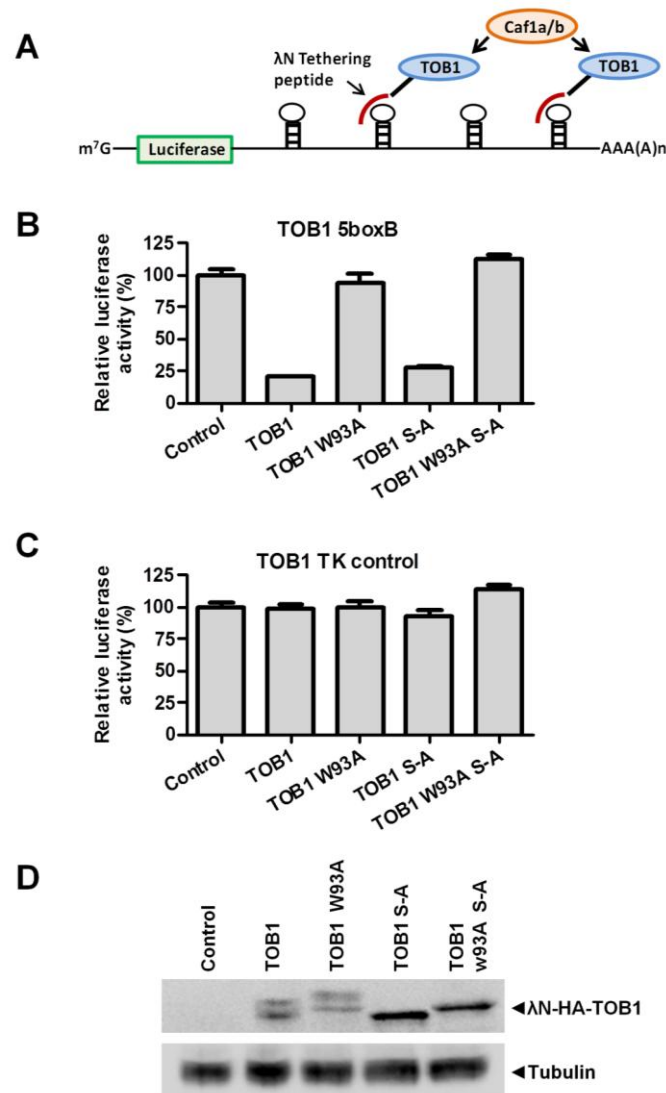 A
Caf1a/b
λN Tethering
peptide
TOB1
TOB1
m⁷G
Luciferase
AAA(A)n
B
TOB1 5boxB
Relative luciferase
activity (%)
125
100
75
50
25
0
Control
TOB1
TOB1 W93A
TOB1 S-A
TOB1 W93A S-A
C
TOB1 TK control
Relative luciferase
activity (%)
125
100
75
50
25
0
Control
TOB1
TOB1 W93A
TOB1 S-A
TOB1 W93A S-A
D
Control
TOB1
TOB1 W93A
TOB1 S-A
TOB1
w93A S-A
◄λN-HA-TOB1
◄Tubulin